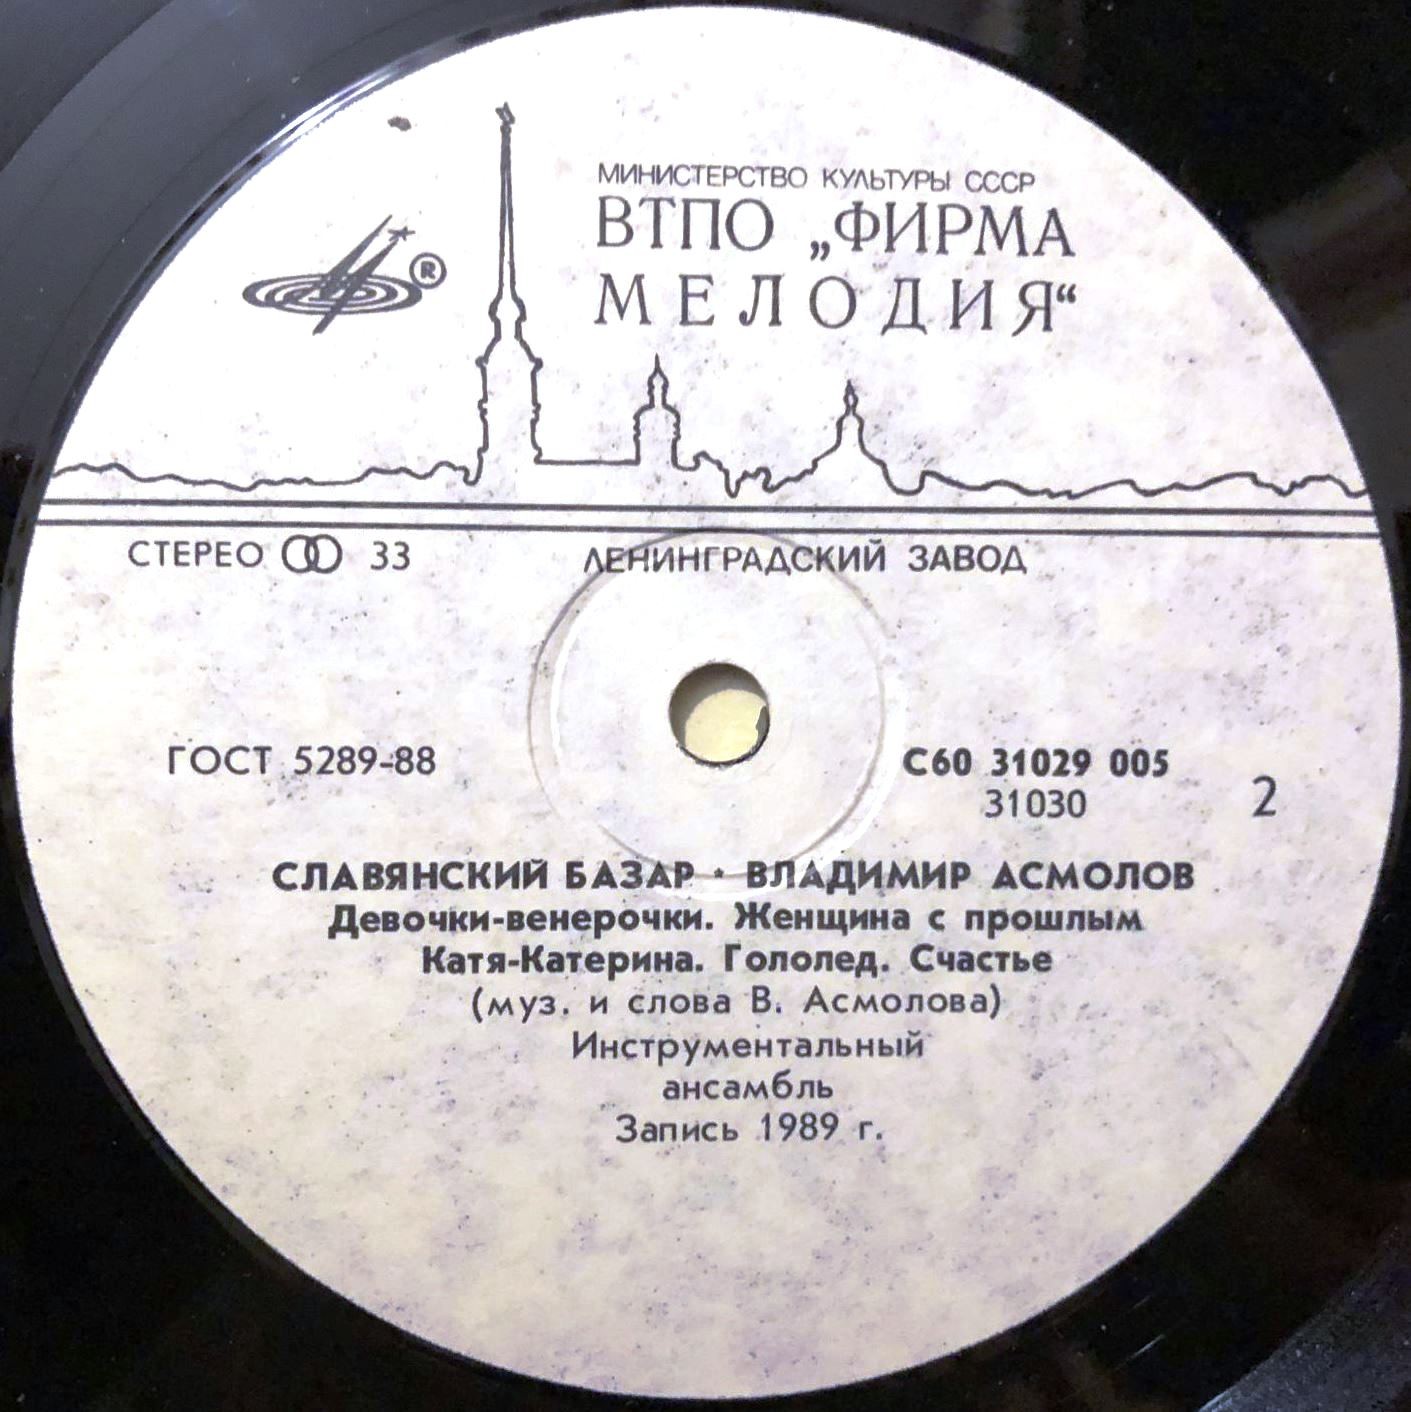 МИНИСТЕРСТВО КУЛЬТУРЫ СССР
ВТПО „ФИРМА
МЕЛОДИЯ“
®
СТЕРЕО 33
ЛЕНИНГРАДСКИЙ ЗАВОД
ГОСТ 5289-88
С60 31029 005
31030
2
СЛАВЯНСКИЙ БАЗАР · ВЛАДИМИР АСМОЛОВ
Девочки-венерочки. Женщина с прошлым
Катя-Катерина. Гололед. Счастье
(муз. и слова В. Асмолова)
Инструментальный
ансамбль
Запись 1989 г.